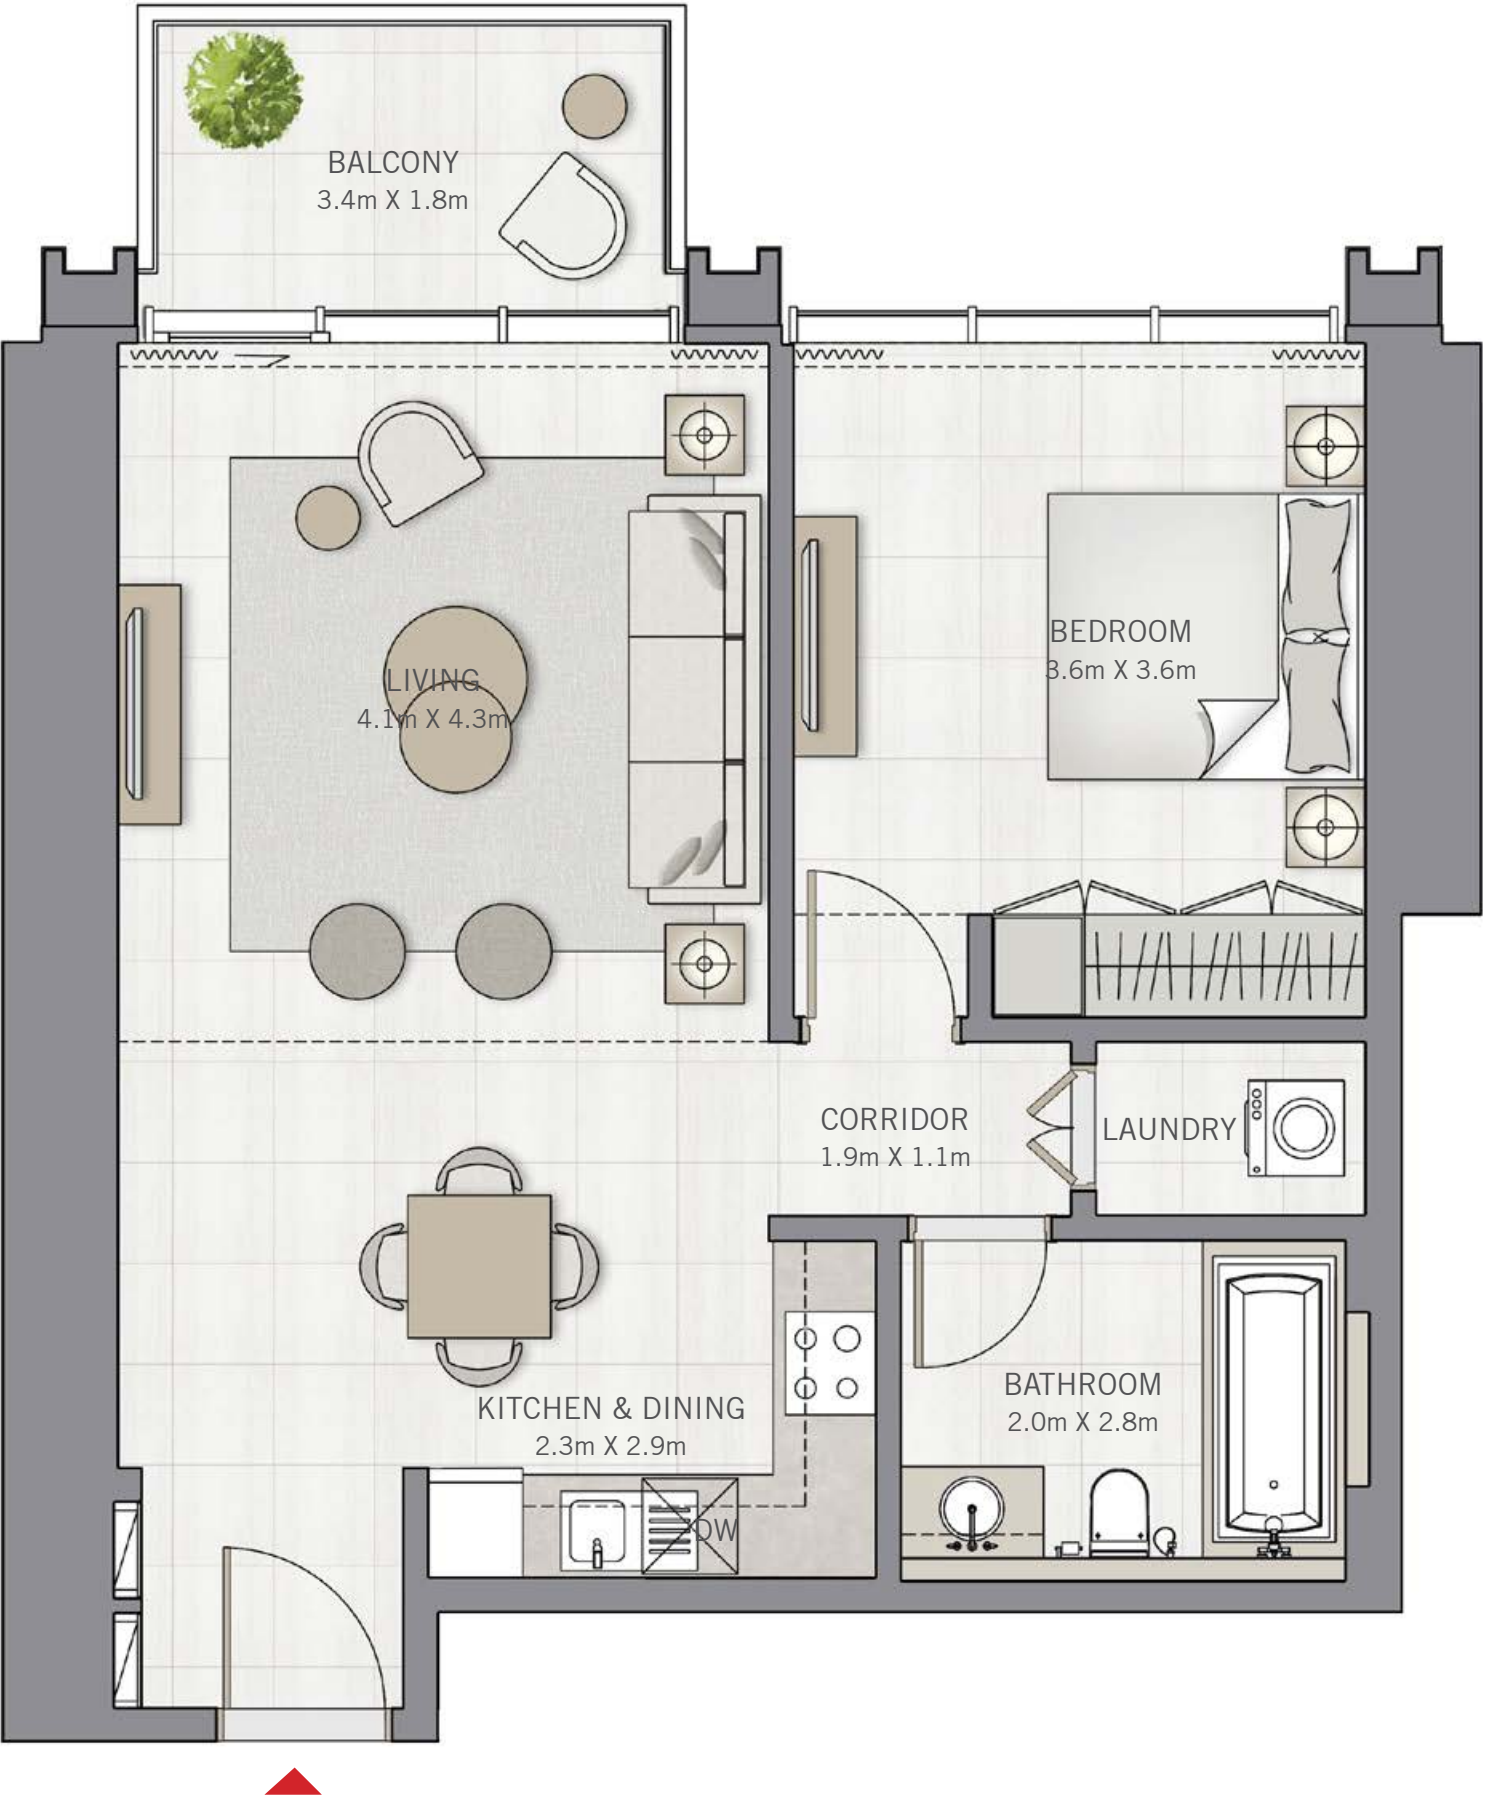 BALCONY
3.4m X 1.8m
BEDROOM
3.6m X 3.6m
LIVING
4.1m X 4.3m
CORRIDOR
1.9m X 1.1m
LAUNDRY
KITCHEN & DINING
2.3m X 2.9m
BATHROOM
2.0m X 2.8m
DW